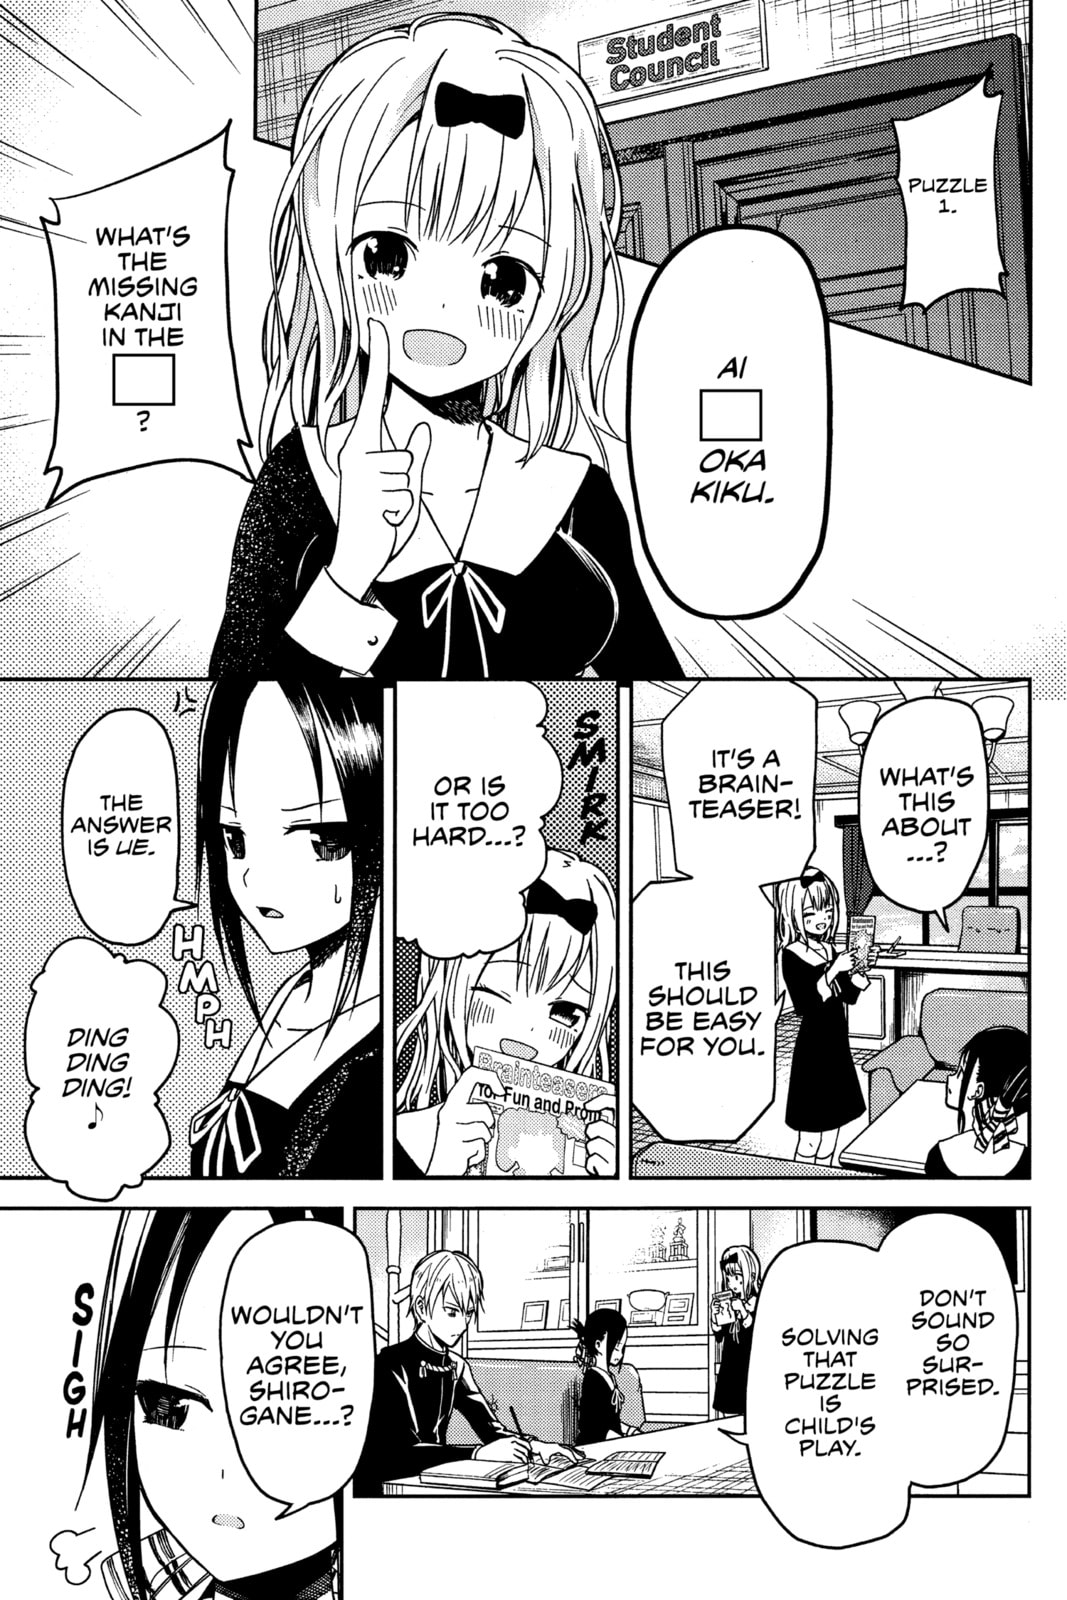 Student
Council
PUZZLE
1.
AI
OKA
KIKU.
WHAT'S
THE
MISSING
KANJI
IN THE
?
WHAT'S
THIS
ABOUT
...?
IT'S A
BRAIN-
TEASER!
THIS
SHOULD
BE EASY
FOR YOU.
SMIRK
OR IS
IT TOO
HARD...?
Brainteasers
for Fun and Profit
THE
ANSWER
IS UE.
HMPH
DING
DING
DING!
♪
DON'T
SOUND
SO
SUR-
PRISED.
SOLVING
THAT
PUZZLE
IS
CHILD'S
PLAY.
WOULDN'T
YOU
AGREE,
SHIRO-
GANE...?
SIGH